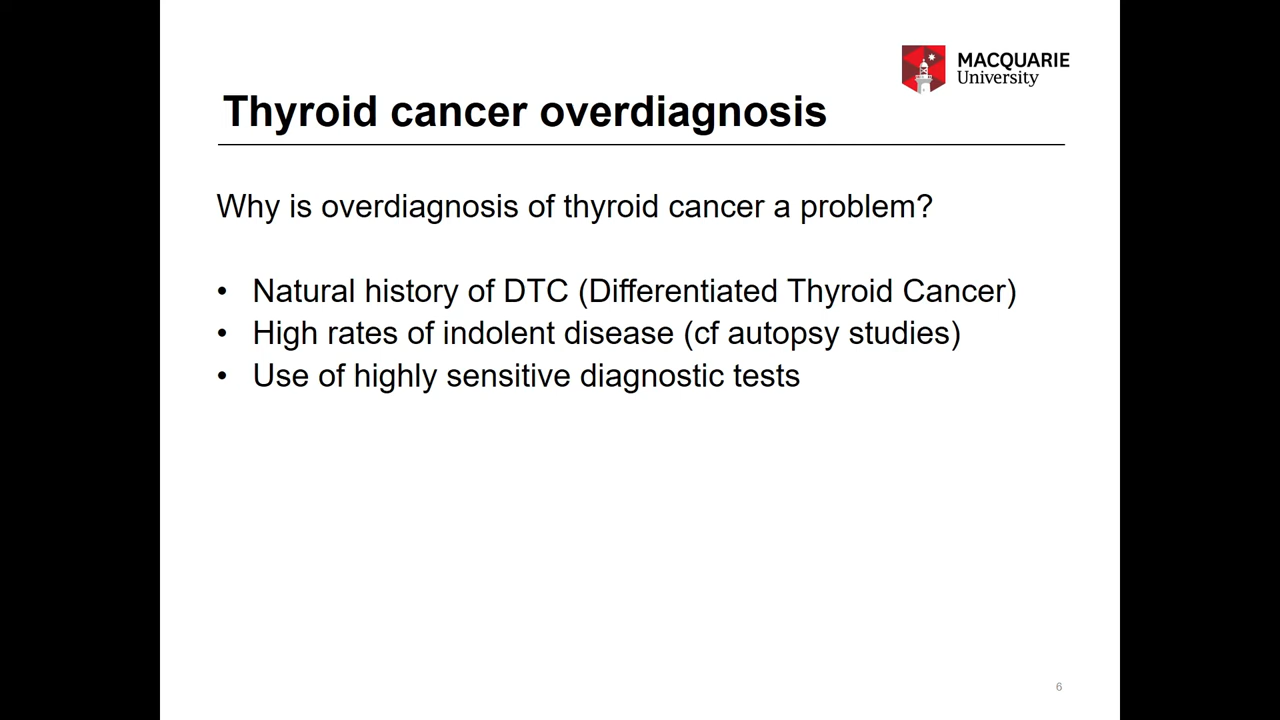 MACQUARIE
University
Thyroid cancer overdiagnosis
Why is overdiagnosis of thyroid cancer a problem?
• Natural history of DTC (Differentiated Thyroid Cancer)
• High rates of indolent disease (cf autopsy studies)
• Use of highly sensitive diagnostic tests
6